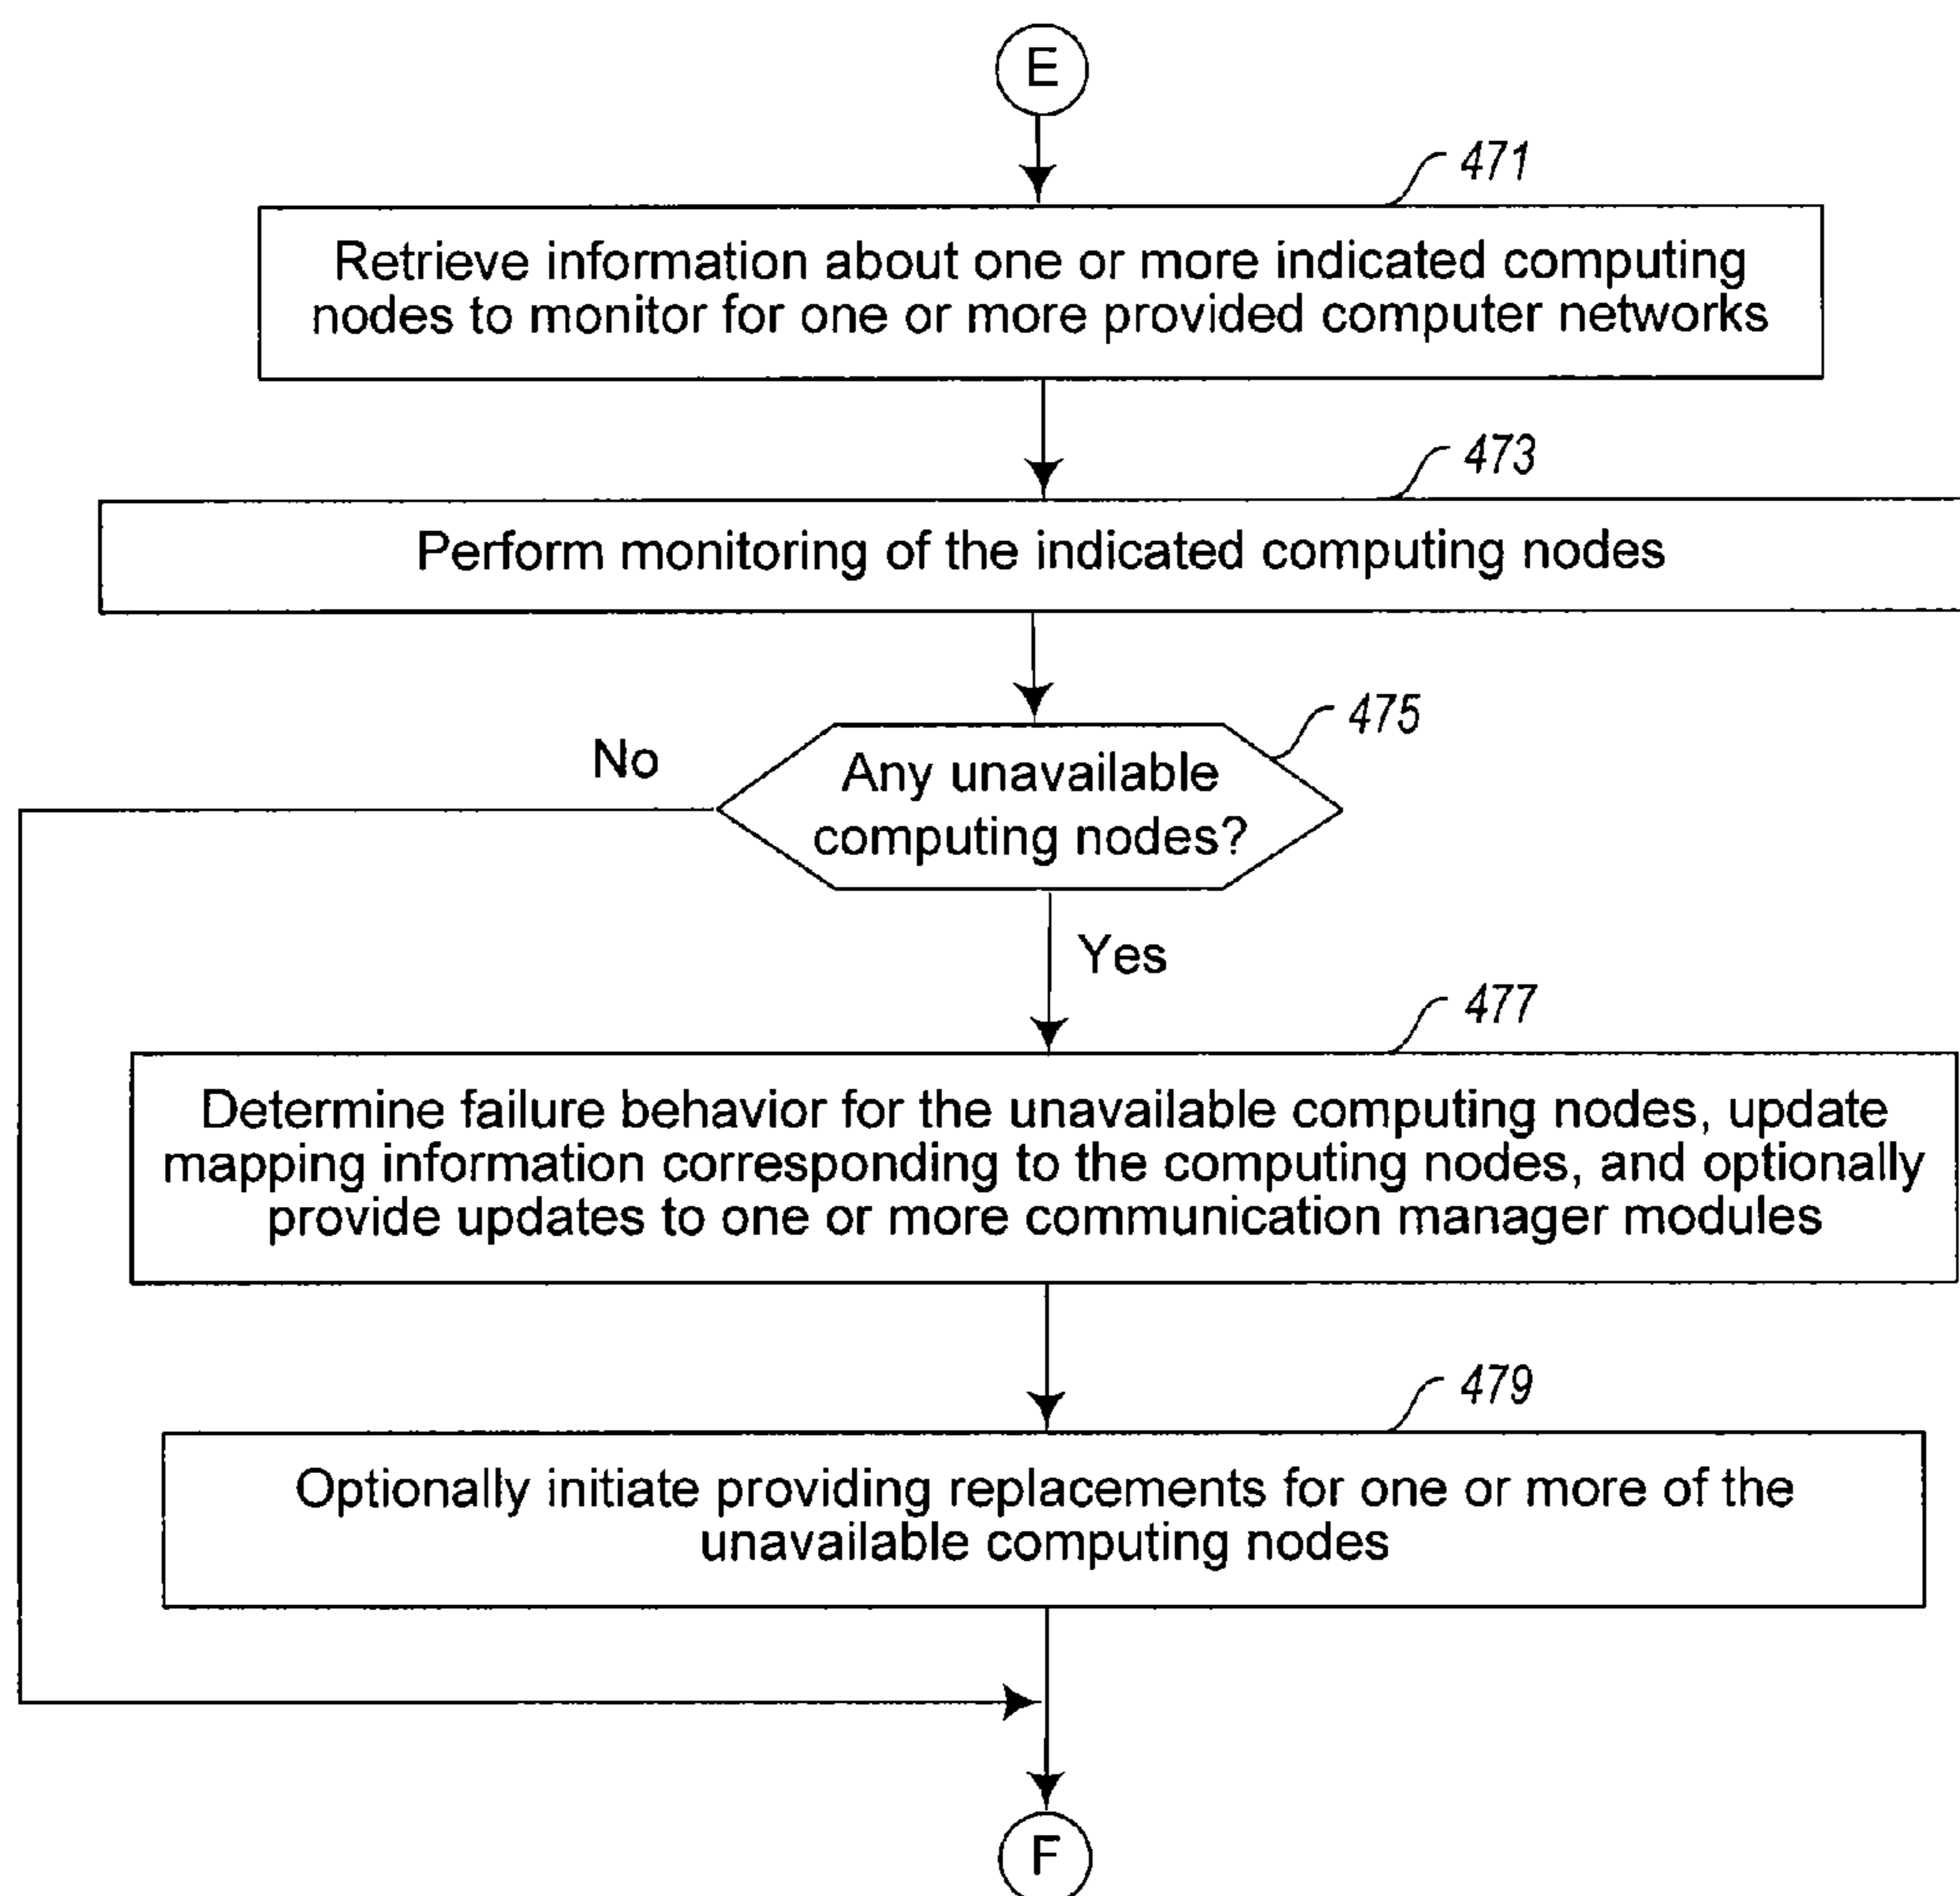 E
471
Retrieve information about one or more indicated computing
nodes to monitor for one or more provided computer networks
473
Perform monitoring of the indicated computing nodes
475
No
Any unavailable
computing nodes?
Yes
477
Determine failure behavior for the unavailable computing nodes, update
mapping information corresponding to the computing nodes, and optionally
provide updates to one or more communication manager modules
479
Optionally initiate providing replacements for one or more of the
unavailable computing nodes
F